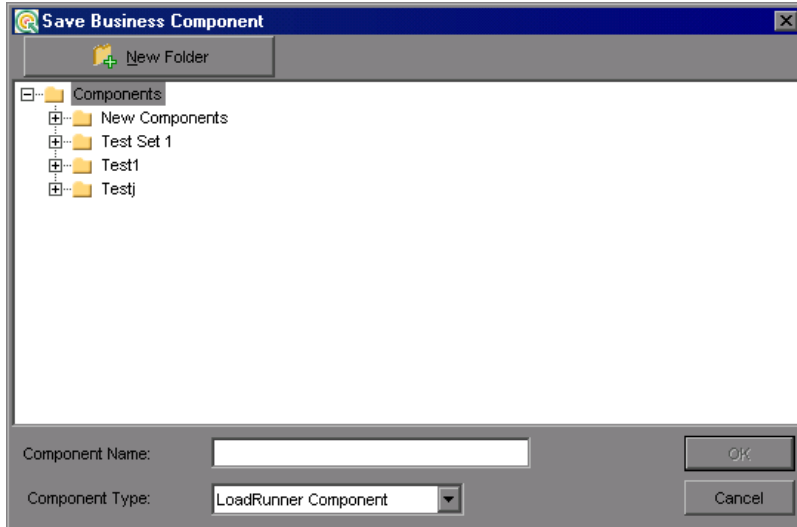 Save Business Component
New Folder
Components
New Components
Test Set 1
Test1
Testj
Component Name:
OK
Component Type:
LoadRunner Component
Cancel